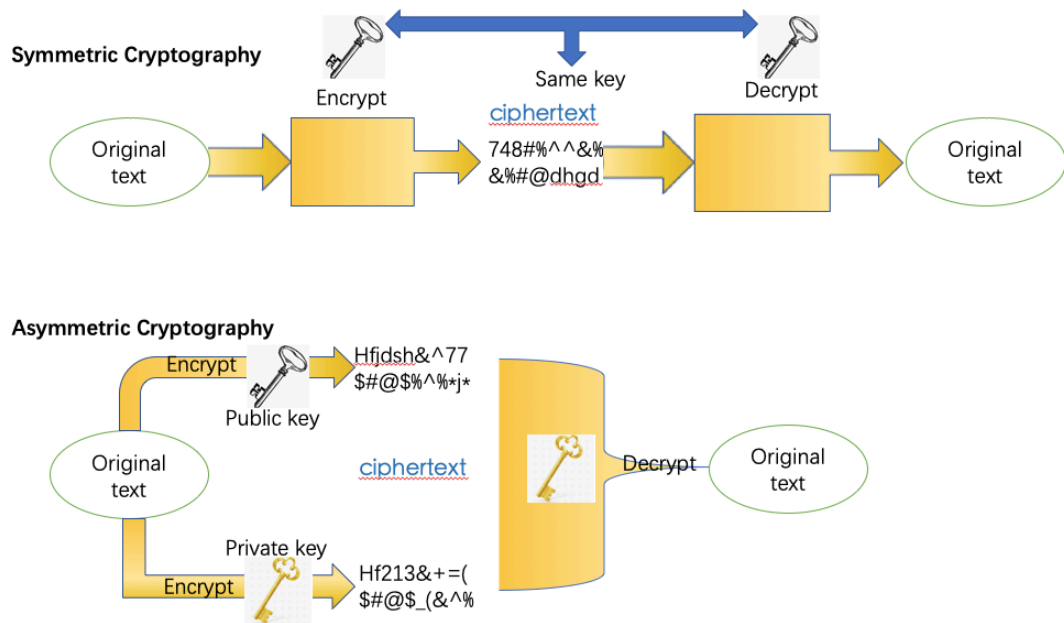 Symmetric Cryptography
Encrypt
Same key
Decrypt
ciphertext
Original
text
748#%^^&%
&%#@dhgd
Original
text
Asymmetric Cryptography
Encrypt
Public key
Hfjdsh&^77
$#@$%^%*j*
Original
text
ciphertext
Decrypt
Original
text
Private key
Encrypt
Hf213&+=(
$#@$_(&^%